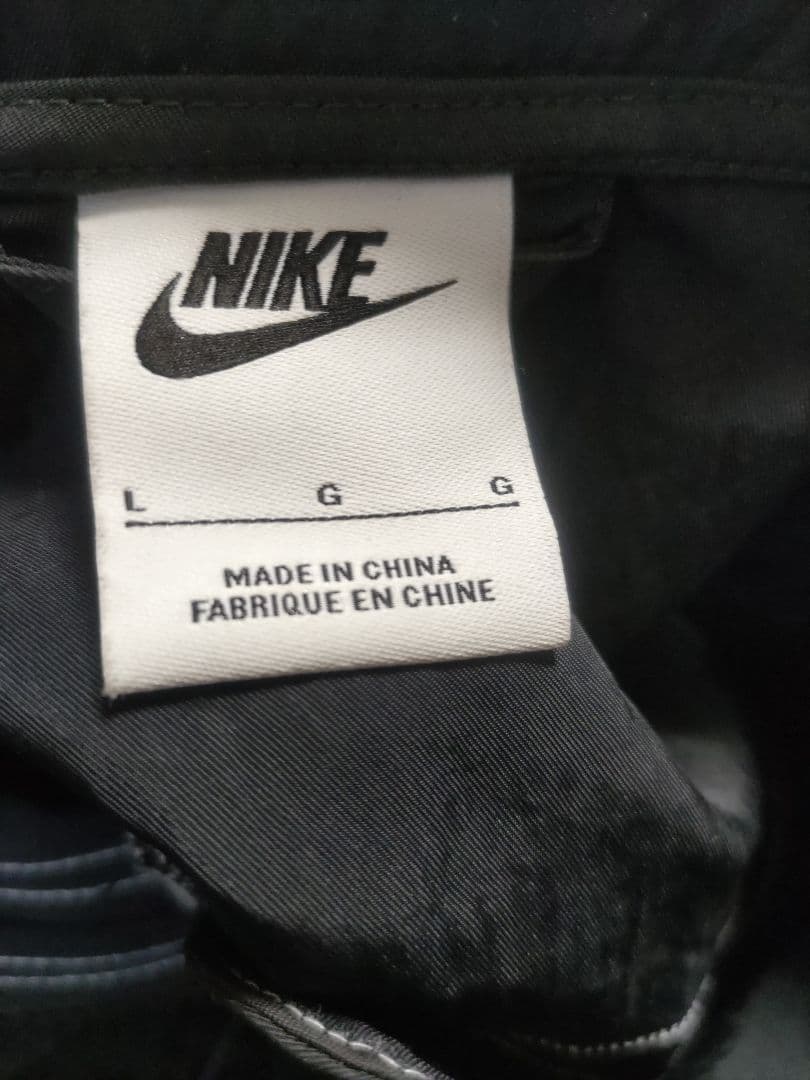 NIKE
L G G
MADE IN CHINA
FABRIQUE EN CHINE